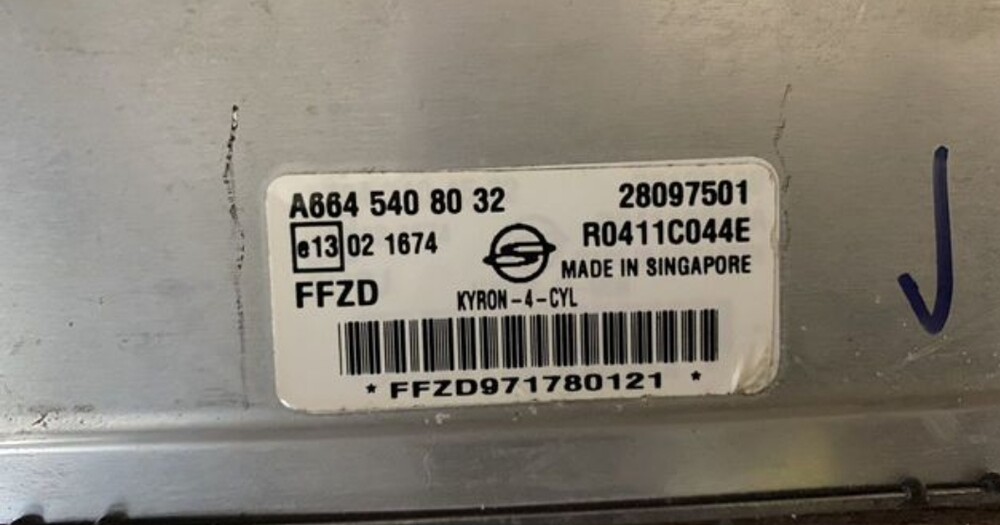 A664 540 80 32 28097501
e13 02 1674 R0411C044E
MADE IN SINGAPORE
FFZD KYRON-4-CYL
* FFZD971780121 *